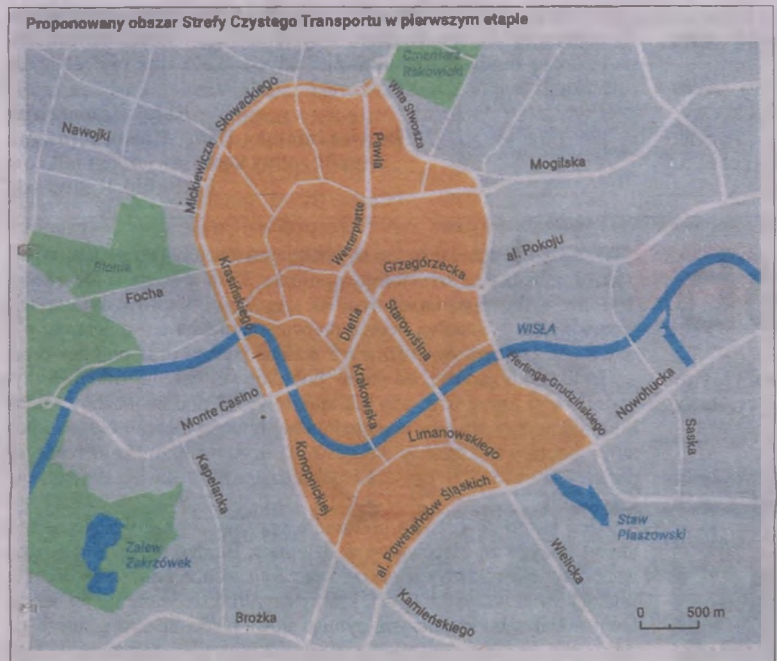 Proponowany obszar Strefy Czystego Transportu w pierwszym etapie
Cmentarz
Rakowicki
Słowackiego
Wita Stwosza
Nawojki
Pawia
Mogilska
Mickiewicza
Westerplatte
Błonia
Krasińskiego
Grzegórzecka
al. Pokoju
Focha
Dietla
Starowiślna
WISŁA
Herlinga-Grudzińskiego
Monte Casino
Krakowska
Nowohucka
Limanowskiego
Saska
Kapelanka
Konopnickiej
al. Powstańców Śląskich
Staw
Płaszowski
Zalew
Zakrzówek
Wielicka
Kamieńskiego
Brożka
0 500 m